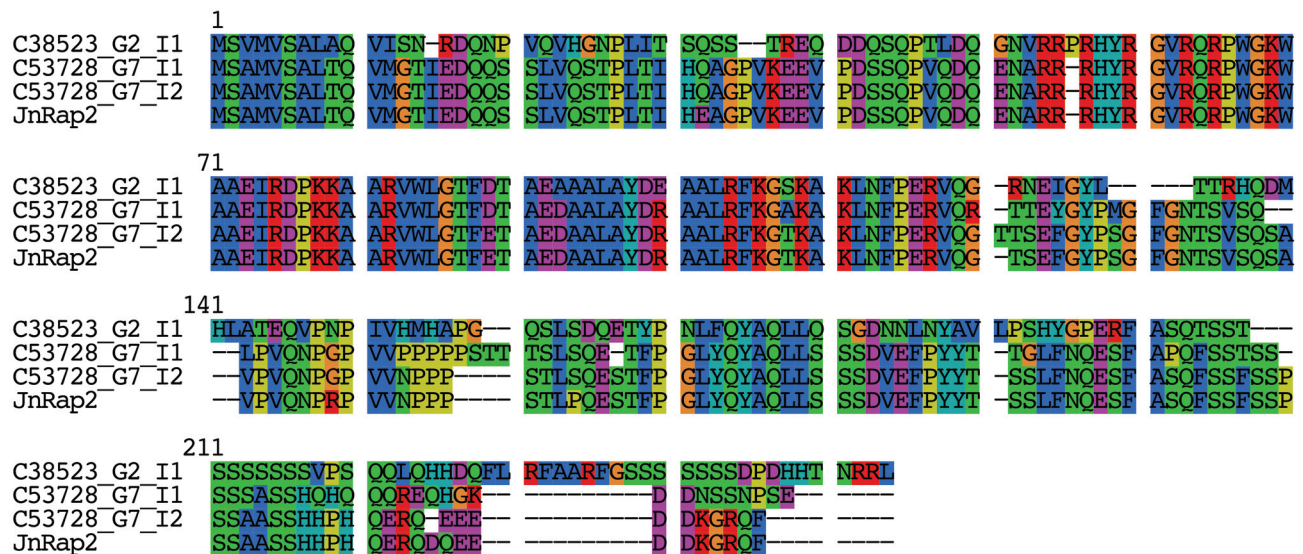 1
C38523_G2_I1 MSVMVSALAQ VISN-RDQNP VQVHGNPLIT SQSS--TREQ DDQSQPTLDQ GNVRRPRHYR GVRQRPWGKW
C53728_G7_I1 MSAMVSALTQ VMGTIEDQQS SLVQSTPLTI HQAGPVKEEV PDSSQPVQDQ ENARR-RHYR GVRQRPWGKW
C53728_G7_I2 MSAMVSALTQ VMGTIEDQQS SLVQSTPLTI HQAGPVKEEV PDSSQPVQDQ ENARR-RHYR GVRQRPWGKW
JnRap2 MSAMVSALTQ VMGTIEDQQS SLVQSTPLTI HEAGPVKEEV PDSSQPVQDQ ENARR-RHYR GVRQRPWGKW
71
C38523_G2_I1 AAEIRDPKKA ARVWLGTFDT AEAAALAYDE AALRFKGSKA KLNFPERVQG -RNEIGYL-- --TTRHQDM
C53728_G7_I1 AAEIRDPKKA ARVWLGTFDT AEDAALAYDR AALRFKGAKA KLNFPERVQR -TTEYGYPMG FGNTSVSQ--
C53728_G7_I2 AAEIRDPKKA ARVWLGTFET AEDAALAYDR AALRFKGTKA KLNFPERVQG TTSEFGYPSG FGNTSVSQSA
JnRap2 AAEIRDPKKA ARVWLGTFET AEDAALAYDR AALRFKGTKA KLNFPERVQG -TSEFGYPSG FGNTSVSQSA
141
C38523_G2_I1 HLATEQVPNP IVHMHAPG-- QSLSDQETYP NLFQYAQLLQ SGDNNLNYAV LPSHYGPERF ASQTSST---
C53728_G7_I1 --LPVQNPGP VVPPPPPSTT TSLSQE-TFP GLYQYAQLLS SSDVEFPYYT -TGLFNQESF APQFSSTSS-
C53728_G7_I2 --VPVQNPGP VVNPPP---- STLSQESTFP GLYQYAQLLS SSDVEFPYYT -SSLFNQESF ASQFSSFSSP
JnRap2 --VPVQNPRP VVNPPP---- STLPQESTFP GLYQYAQLLS SSDVEFPYYT -SSLFNQESF ASQFSSFSSP
211
C38523_G2_I1 SSSSSSSVPS QQLQHHDQFL RFAARFGSSS SSSSDPDHHT NRRL
C53728_G7_I1 SSSASSHQHQ QQREQHGK-- ---------D DNSSNPSE-- ----
C53728_G7_I2 SSAASSHHPH QERQ-EEE-- ---------D DKGRQF---- ----
JnRap2 SSAASSHHPH QERQDQEE-- ---------D DKGRQF---- ----